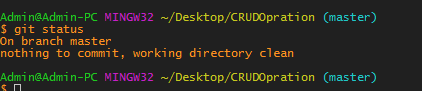 Admin@Admin-PC MINGW32 ~/Desktop/CRUDOpration (master)
$ git status
On branch master
nothing to commit, working directory clean
Admin@Admin-PC MINGW32 ~/Desktop/CRUDOpration (master)
$